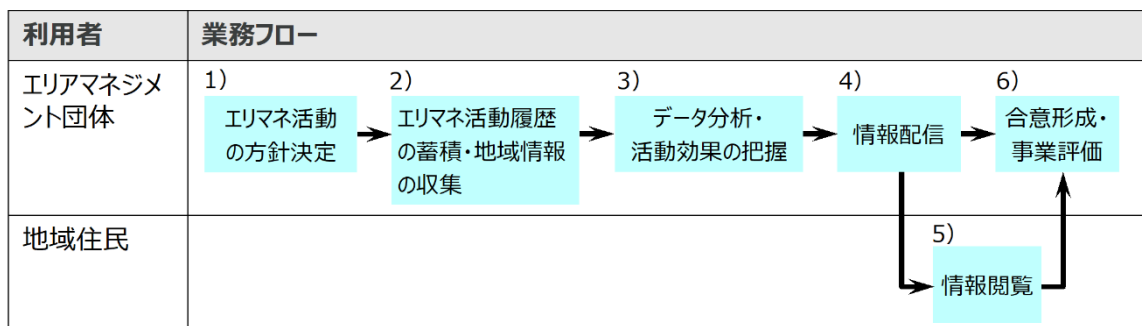 利用者
業務フロー
エリアマネジメ
ント団体
1)
エリマネ活動
の方針決定
2)
エリマネ活動履歴
の蓄積・地域情報
の収集
3)
データ分析・
活動効果の把握
4)
情報配信
6)
合意形成・
事業評価
地域住民
5)
情報閲覧